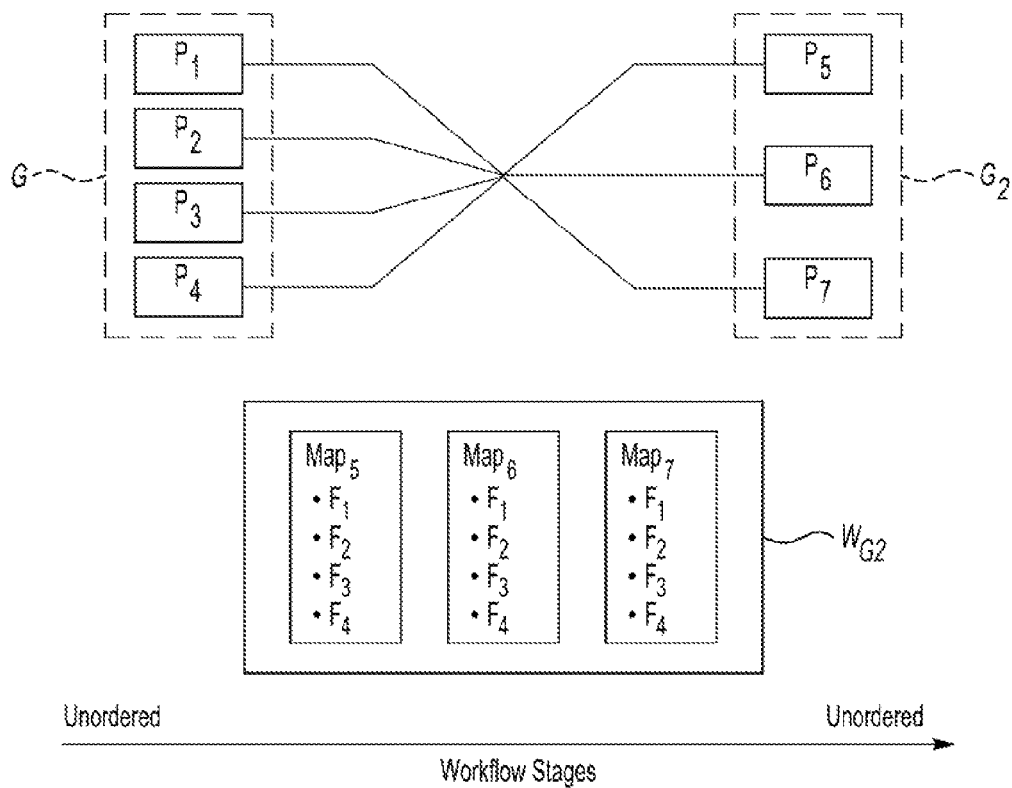 P1
P2
P3
P4
G
P5
P6
P7
G2
Map5
• F1
• F2
• F3
• F4
Map6
• F1
• F2
• F3
• F4
Map7
• F1
• F2
• F3
• F4
WG2
Unordered
Unordered
Workflow Stages